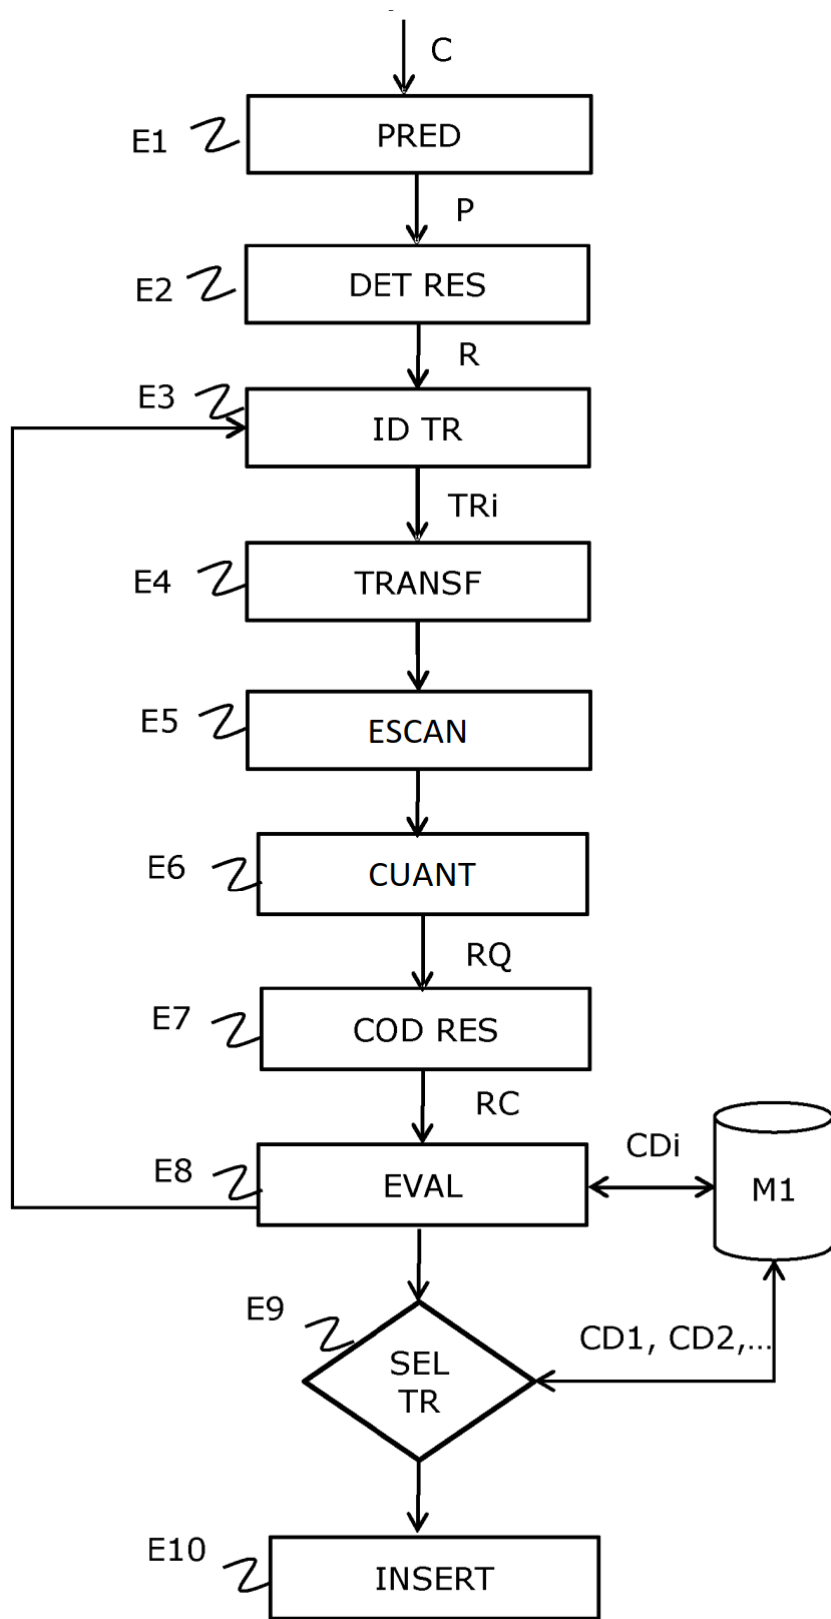 C
E1
PRED
P
E2
DET RES
R
E3
ID TR
TRi
E4
TRANSF
E5
ESCAN
E6
CUANT
RQ
E7
COD RES
RC
E8
EVAL
CDi
M1
E9
SEL
TR
CD1, CD2,...
E10
INSERT